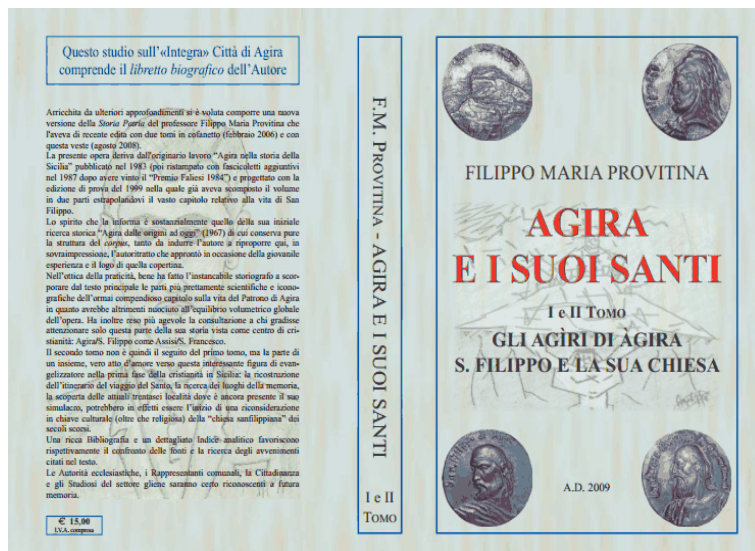 Questo studio sull'«Integra» Città di Agira
comprende il libretto biografico dell'Autore
Arricchita da ulteriori approfondimenti si è voluta comporre una nuova
versione della Storia Patria del professore Filippo Maria Provitina che
l'aveva di recente edita con due tomi in cofanetto (febbraio 2006) e con
questa veste (agosto 2008).
La presente opera deriva dall'originario lavoro "Agira nella storia della
Sicilia" pubblicato nel 1983 (poi ristampato con fascicoletti aggiuntivi
nel 1987 dopo avere vinto il "Premio Faliesi 1984") e progettato con la
edizione di prova del 1999 nella quale già aveva scomposto il volume
in due parti estrapolandovi il vasto capitolo relativo alla vita di San
Filippo.
Lo spirito che la informa è sostanzialmente quello della sua iniziale
ricerca storica "Agira dalle origini ad oggi" (1967) di cui conserva pure
la struttura del corpus, tanto da indurre l'autore a riproporre qui, in
sovraimpressione, l'autoritratto che approntò in occasione della giovanile
esperienza e il logo di quella copertina.
Nell'ottica della praticità, bene ha fatto l'instancabile storiografo a scor-
porare dal testo principale le parti più prettamente scientifiche e icono-
grafiche dell'ormai compendioso capitolo sulla vita del Patrono di Agira
in quanto avrebbe altrimenti nuociuto all'equilibrio volumetrico globale
dell'opera. Ha inoltre reso più agevole la consultazione a chi gradisse
attenzionare solo questa parte della sua storia vista come centro di cri-
stianità: Agira/S. Filippo come Assisi/S. Francesco.
Il secondo tomo non è quindi il seguito del primo tomo, ma la parte di
un insieme, vero atto d'amore verso questa interessante figura di evan-
gelizzatore nella prima fase della cristianità in Sicilia: la ricostruzione
dell'itinerario del viaggio del Santo, la ricerca dei luoghi della memoria,
la scoperta delle attuali trentasei località dove è ancora presente il suo
simulacro, potrebbero in effetti essere l'inizio di una riconsiderazione
in chiave culturale (oltre che religiosa) della "chiesa sanfilippiana" dei
secoli scorsi.
Una ricca Bibliografia e un dettagliato Indice analitico favoriscono
rispettivamente il confronto delle fonti e la ricerca degli avvenimenti
citati nel testo.
Le Autorità ecclesiastiche, i Rappresentanti comunali, la Cittadinanza
e gli Studiosi del settore gliene saranno certo riconoscenti a futura
memoria.
€ 15,00
I.V.A. compresa
F.M. PROVITINA - AGIRA E I SUOI SANTI
I e II
TOMO
FILIPPO MARIA PROVITINA
AGIRA
E I SUOI SANTI
I e II TOMO
GLI AGÌRI DI ÀGIRA
S. FILIPPO E LA SUA CHIESA
A.D. 2009